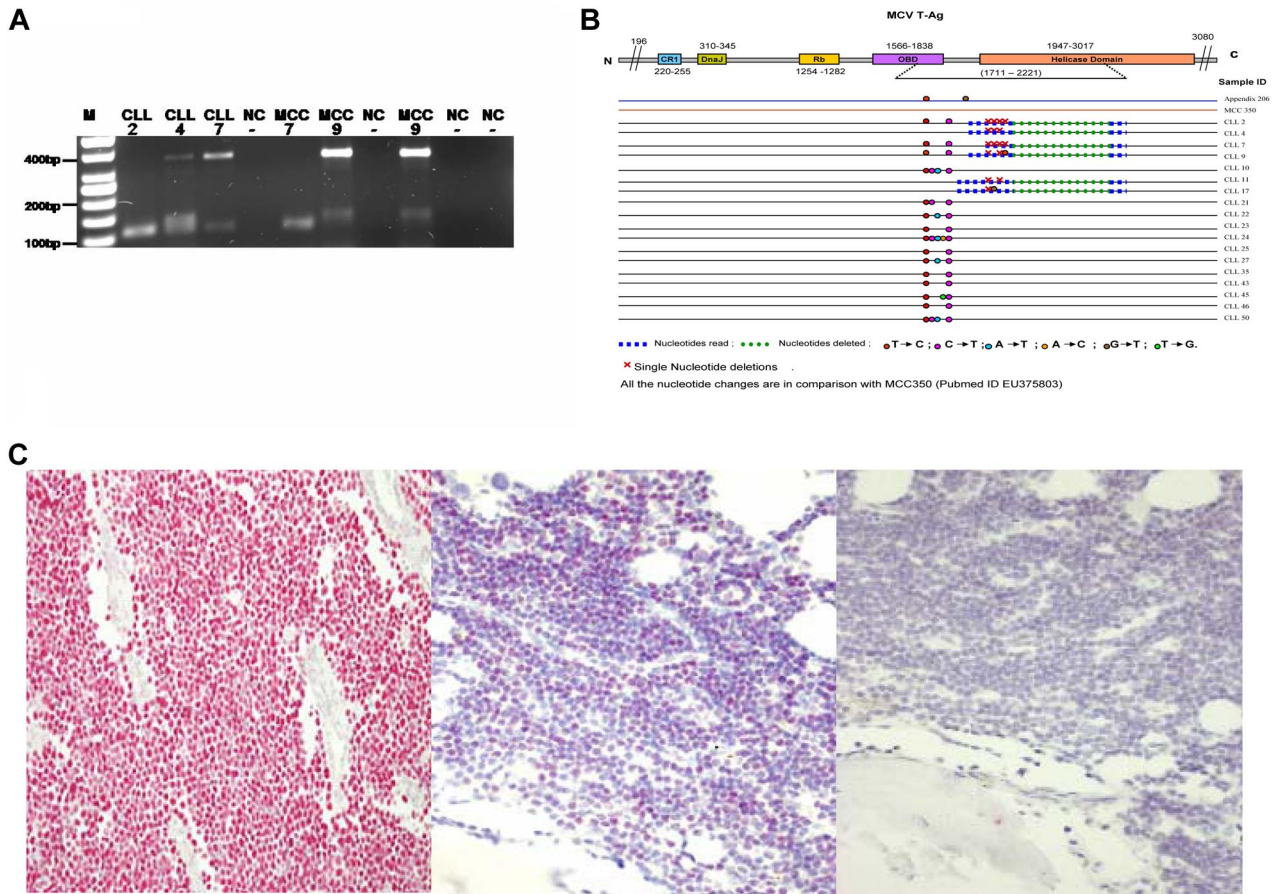 A
M CLL CLL CLL NC MCC MCC NC MCC NC NC
2 4 7 - 7 9 - 9 - -
400bp
200bp
100bp
B
MCV T-Ag
196 310-345 1566-1838 1947-3017 3080
N CR1 DnaJ Rb OBD Helicase Domain C
220-255 1254 -1282 (1711 – 2221)
Sample ID
Appendix 206
MCC 350
CLL 2
CLL 4
CLL 7
CLL 9
CLL 10
CLL 11
CLL 17
CLL 21
CLL 22
CLL 23
CLL 24
CLL 25
CLL 27
CLL 35
CLL 43
CLL 45
CLL 46
CLL 50
Nucleotides read ; Nucleotides deleted ; T→C ; C→T; A→T ; A→C ; G→T; T→G.
Single Nucleotide deletions .
All the nucleotide changes are in comparison with MCC350 (Pubmed ID EU375803)
C